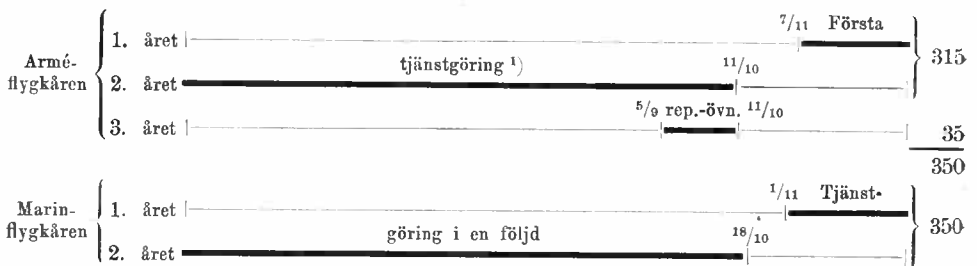 ⁷/₁₁ Första
1. året
Armé-
flygkåren
tjänstgöring ¹)
¹¹/₁₀
315
2. året
⁵/₉ rep.-övn. ¹¹/₁₀
3. året
35
350
¹/₁₁ Tjänst-
1. året
Marin-
flygkåren
göring i en följd
¹⁸/₁₀
350
2. året